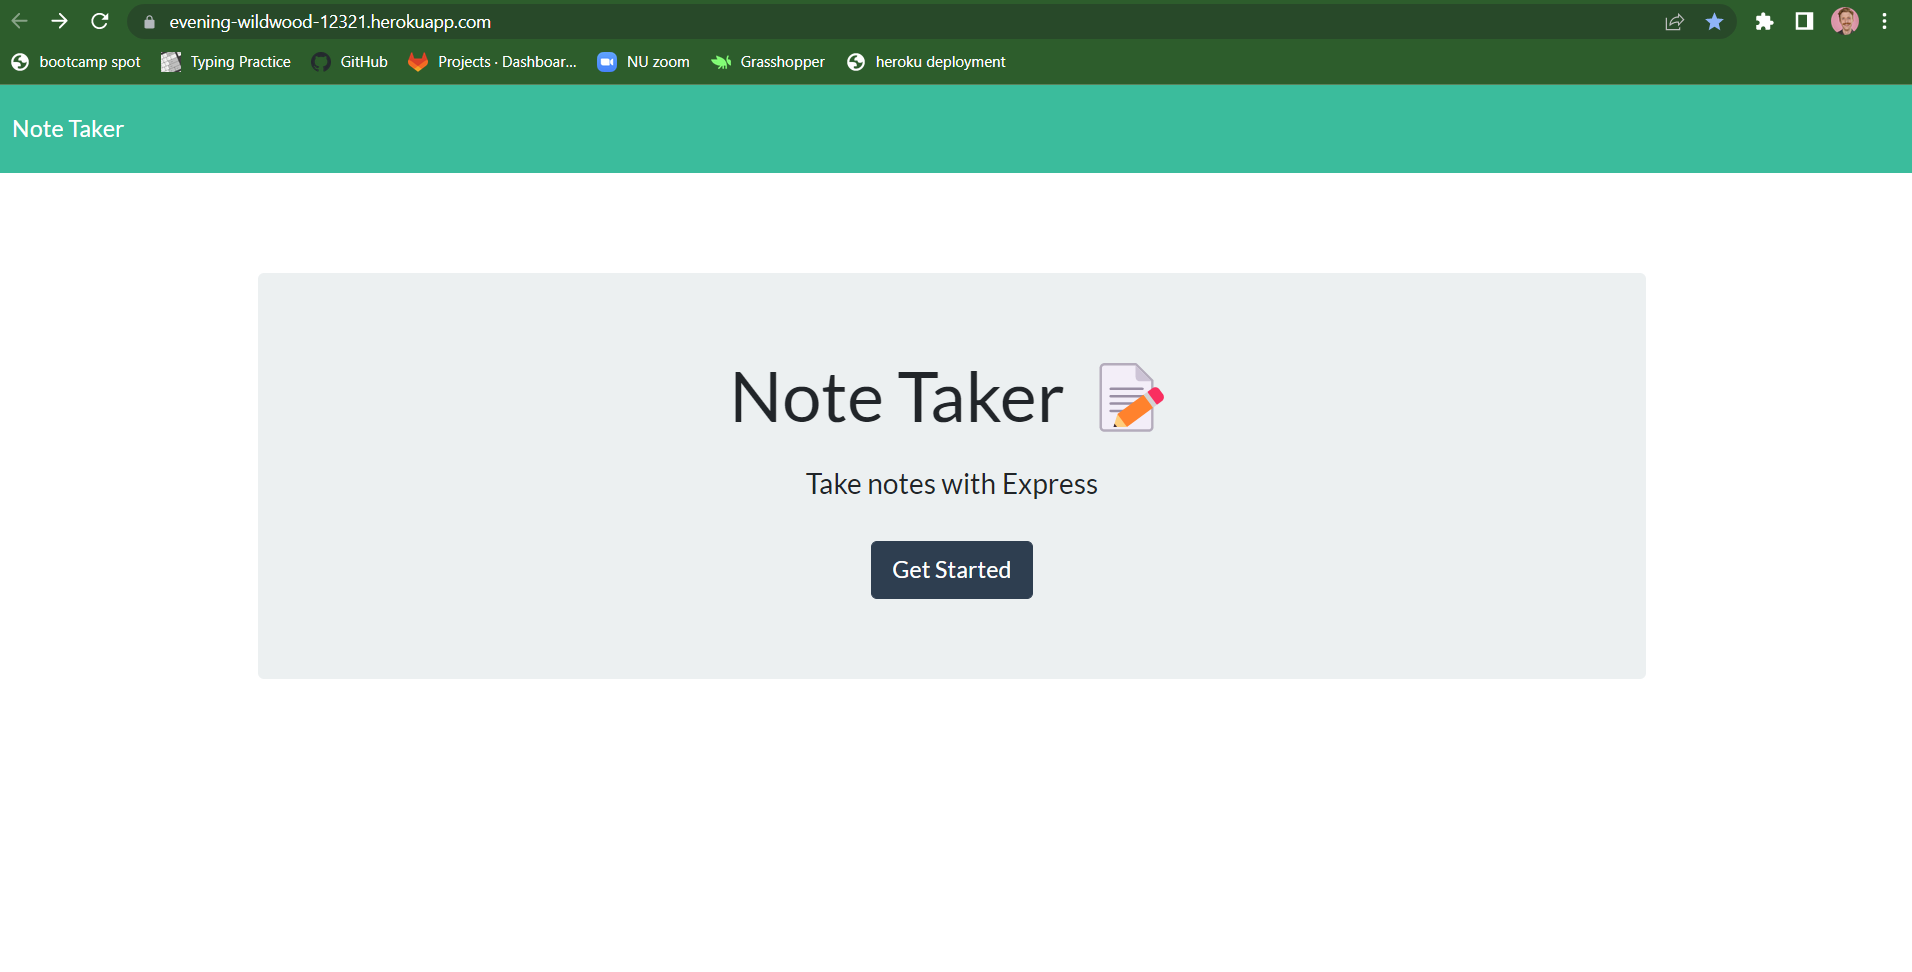 evening-wildwood-12321.herokuapp.com
bootcamp spot Typing Practice GitHub Projects · Dashboar... NU zoom Grasshopper heroku deployment
Note Taker
Note Taker
Take notes with Express
Get Started